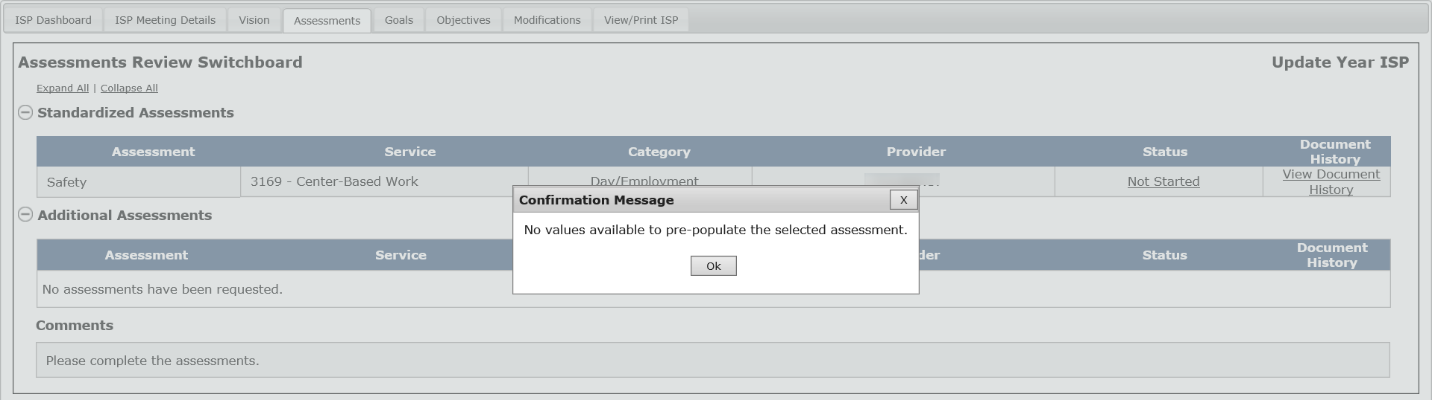 ISP Dashboard ISP Meeting Details Vision Assessments Goals Objectives Modifications View/Print ISP
Assessments Review Switchboard Update Year ISP
Expand All | Collapse All
Standardized Assessments
Assessment Service Category Provider Status Document History
Safety 3169 - Center-Based Work Day/Employment Not Started View Document History
Additional Assessments
Assessment Service Status Document History
No assessments have been requested.
Confirmation Message X
No values available to pre-populate the selected assessment.
Ok
Comments
Please complete the assessments.